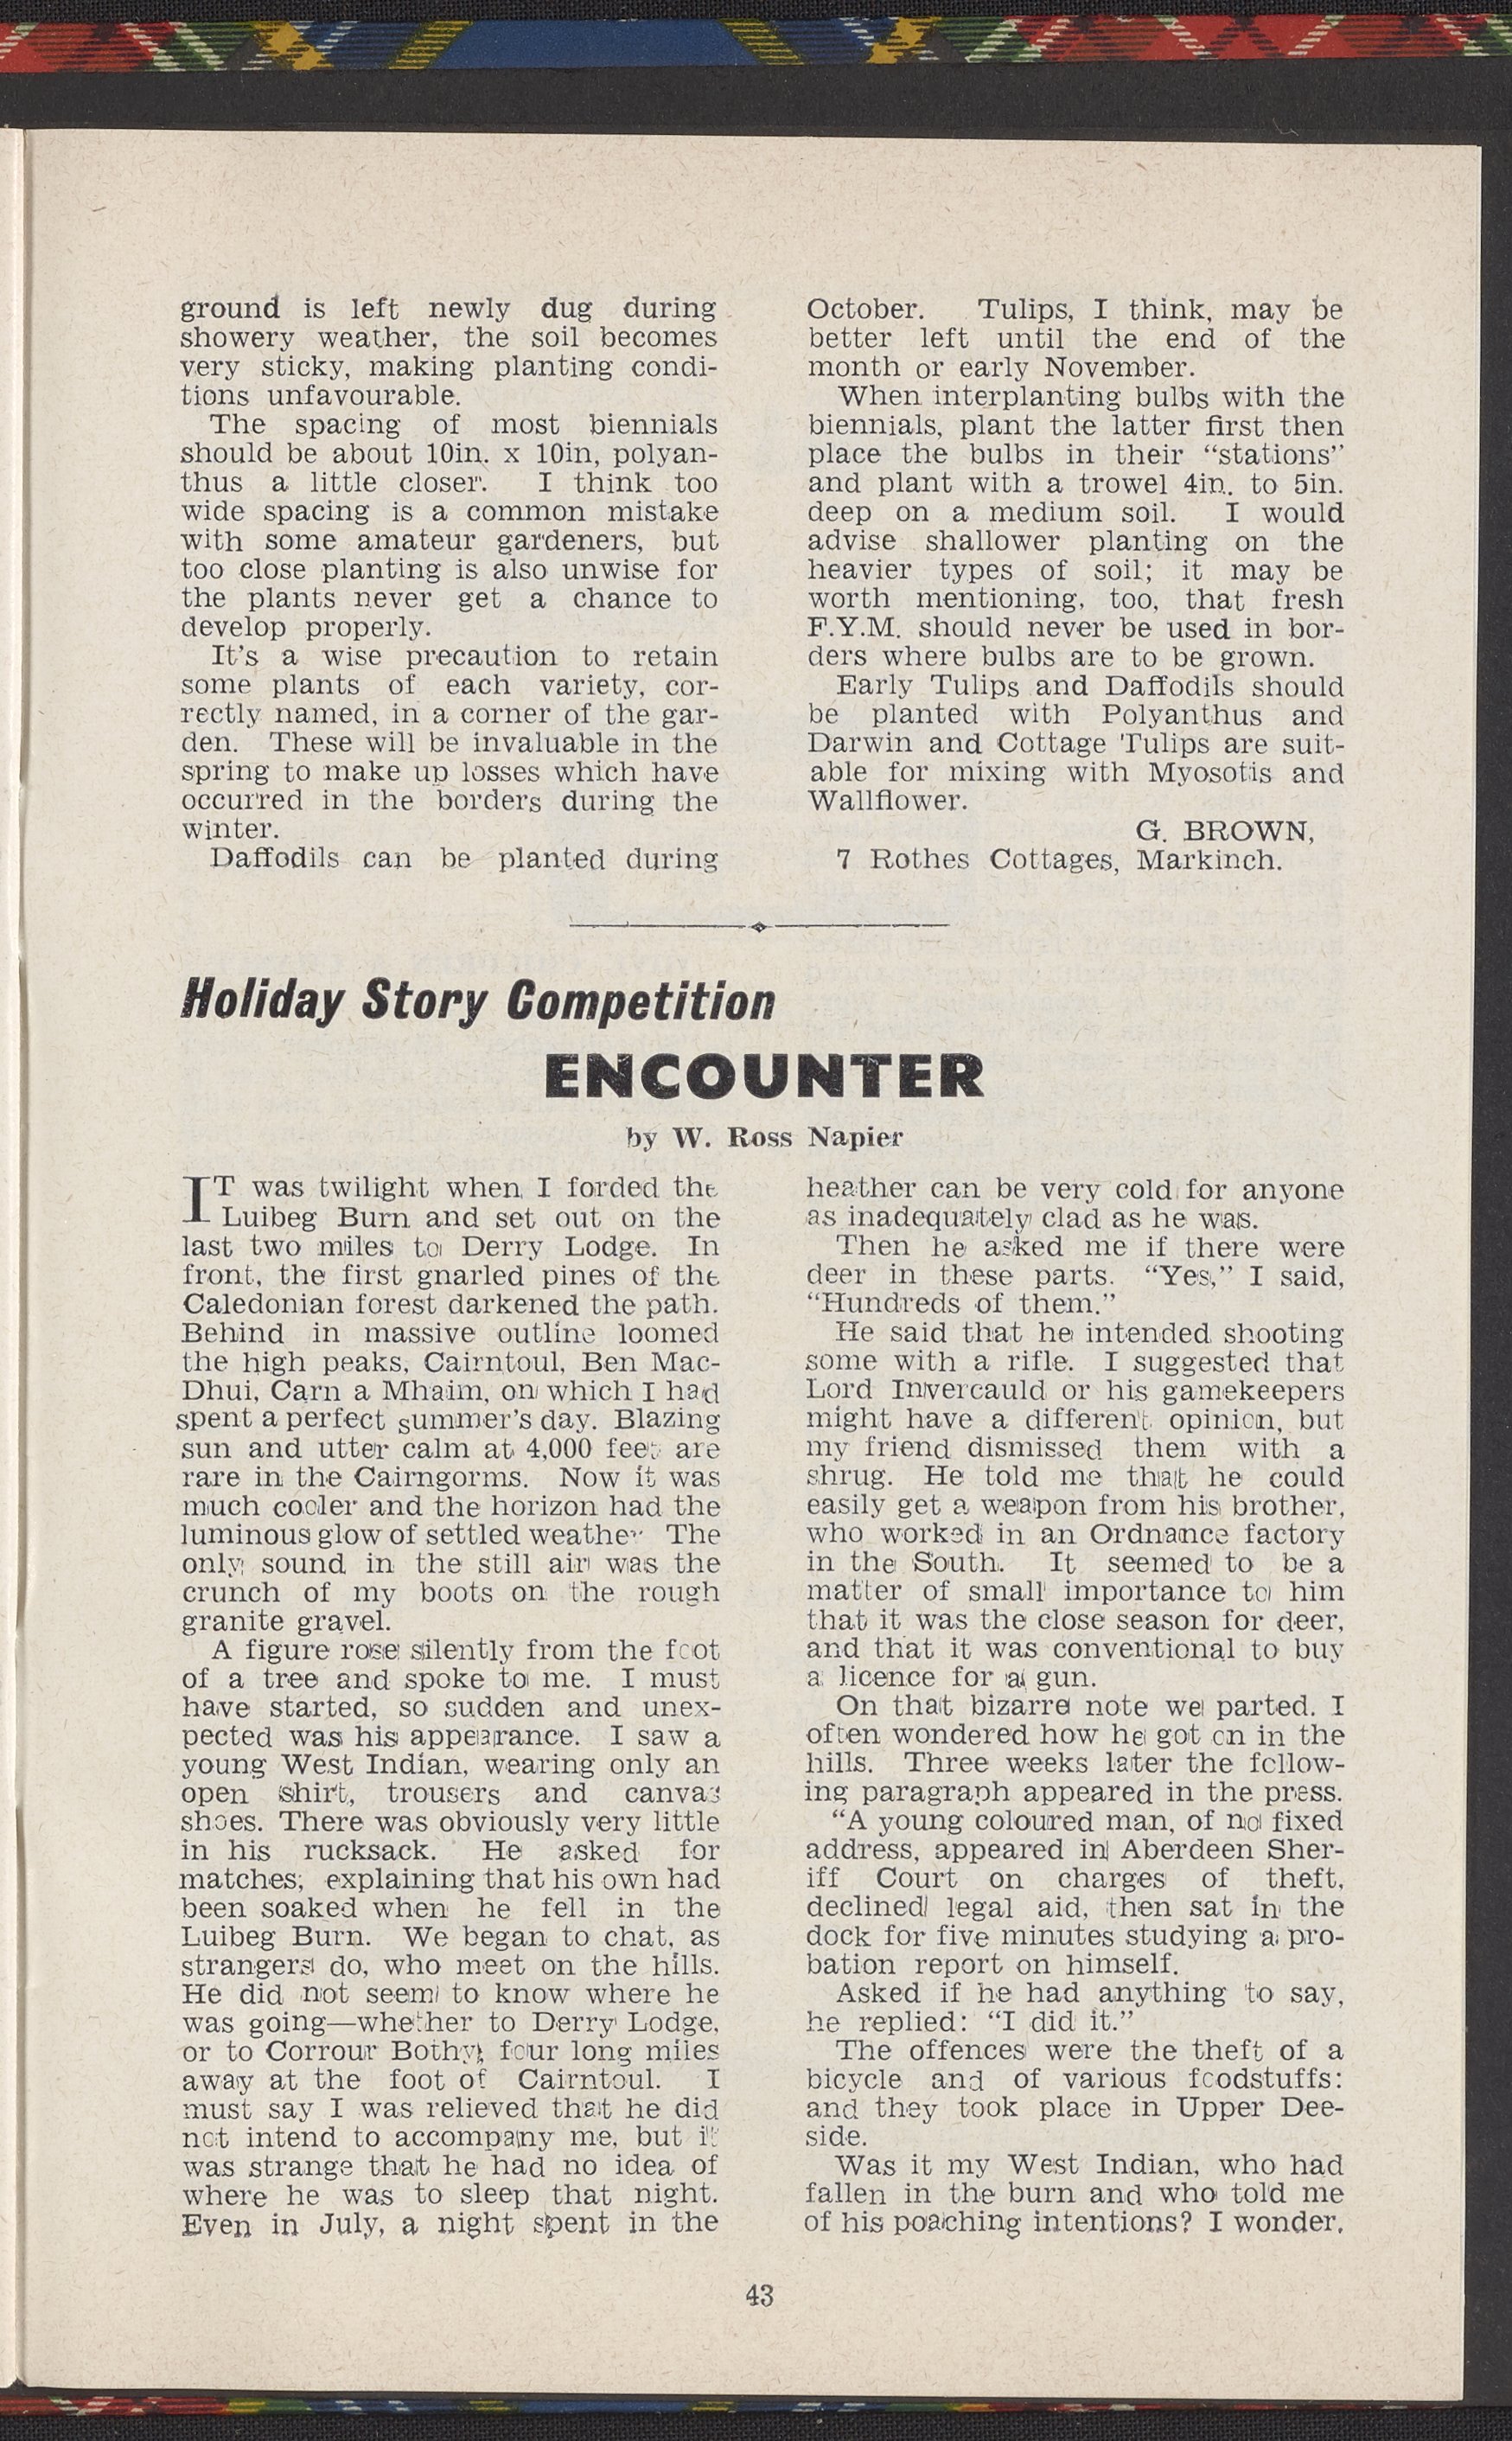 ground is left newly dug during
showery weather, the soil becomes
very sticky, making planting condi-
tions unfavourable.
The spacing of most biennials
should be about 10in. x 10in, polyan-
thus a little closer. I think too
wide spacing is a common mistake
with some amateur gardeners, but
too close planting is also unwise for
the plants never get a chance to
develop properly.
It's a wise precaution to retain
some plants of each variety, cor-
rectly named, in a corner of the gar-
den. These will be invaluable in the
spring to make up losses which have
occurred in the borders during the
winter.
Daffodils can be planted during
October. Tulips, I think, may be
better left until the end of the
month or early November.
When interplanting bulbs with the
biennials, plant the latter first then
place the bulbs in their "stations"
and plant with a trowel 4in. to 5in.
deep on a medium soil. I would
advise shallower planting on the
heavier types of soil; it may be
worth mentioning, too, that fresh
F.Y.M. should never be used in bor-
ders where bulbs are to be grown.
Early Tulips and Daffodils should
be planted with Polyanthus and
Darwin and Cottage Tulips are suit-
able for mixing with Myosotis and
Wallflower.
G. BROWN,
7 Rothes Cottages, Markinch.
Holiday Story Competition
ENCOUNTER
by W. Ross Napier
IT was twilight when I forded the
Luibeg Burn and set out on the
last two miles to Derry Lodge. In
front, the first gnarled pines of the
Caledonian forest darkened the path.
Behind in massive outline loomed
the high peaks, Cairntoul, Ben Mac-
Dhui, Carn a Mhaim, on which I had
spent a perfect summer's day. Blazing
sun and utter calm at 4,000 feet are
rare in the Cairngorms. Now it was
much cooler and the horizon had the
luminous glow of settled weather The
only sound in the still air was the
crunch of my boots on the rough
granite gravel.
A figure rose silently from the foot
of a tree and spoke to me. I must
have started, so sudden and unex-
pected was his appearance. I saw a
young West Indian, wearing only an
open shirt, trousers and canvas
shoes. There was obviously very little
in his rucksack. He asked for
matches; explaining that his own had
been soaked when he fell in the
Luibeg Burn. We began to chat, as
strangers do, who meet on the hills.
He did not seem to know where he
was going—whether to Derry Lodge,
or to Corrour Bothy, four long miles
away at the foot of Cairntoul. I
must say I was relieved that he did
not intend to accompany me, but it
was strange that he had no idea of
where he was to sleep that night.
Even in July, a night spent in the
heather can be very cold for anyone
as inadequately clad as he was.
Then he asked me if there were
deer in these parts. "Yes," I said,
"Hundreds of them."
He said that he intended shooting
some with a rifle. I suggested that
Lord Invercauld or his gamekeepers
might have a different opinion, but
my friend dismissed them with a
shrug. He told me that he could
easily get a weapon from his brother,
who worked in an Ordnance factory
in the South. It seemed to be a
matter of small importance to him
that it was the close season for deer,
and that it was conventional to buy
a licence for a gun.
On that bizarre note we parted. I
often wondered how he got on in the
hills. Three weeks later the follow-
ing paragraph appeared in the press.
"A young coloured man, of no fixed
address, appeared in Aberdeen Sher-
iff Court on charges of theft,
declined legal aid, then sat in the
dock for five minutes studying a pro-
bation report on himself.
Asked if he had anything to say,
he replied: "I did it."
The offences were the theft of a
bicycle and of various foodstuffs:
and they took place in Upper Dee-
side.
Was it my West Indian, who had
fallen in the burn and who told me
of his poaching intentions? I wonder.
43